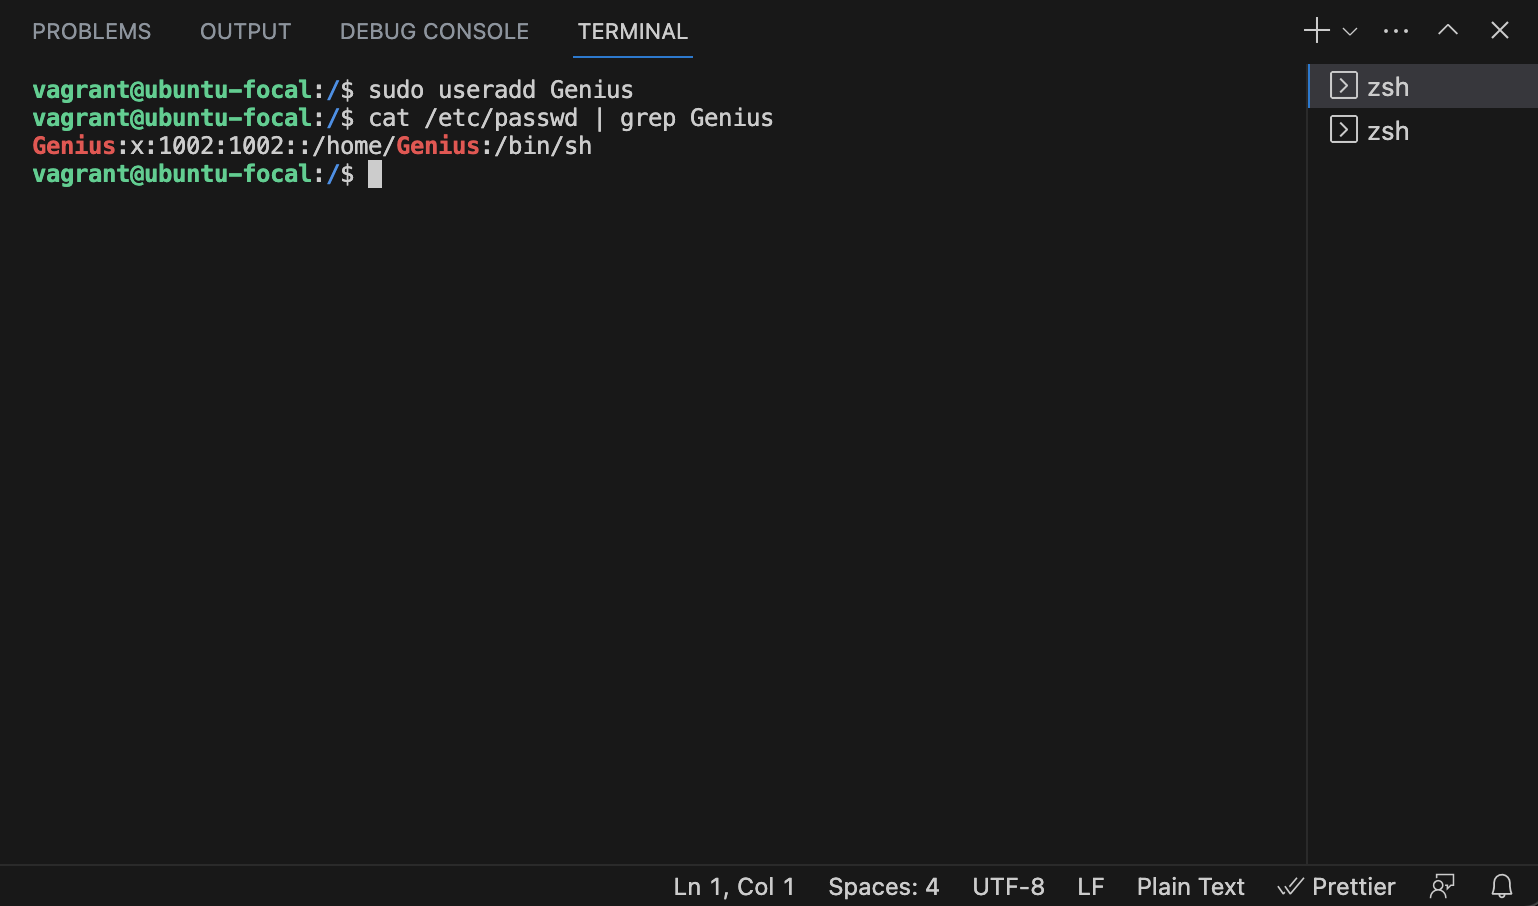 PROBLEMS OUTPUT DEBUG CONSOLE TERMINAL
vagrant@ubuntu-focal:/$ sudo useradd Genius
vagrant@ubuntu-focal:/$ cat /etc/passwd | grep Genius
Genius:x:1002:1002::/home/Genius:/bin/sh
vagrant@ubuntu-focal:/$
zsh
zsh
Ln 1, Col 1 Spaces: 4 UTF-8 LF Plain Text Prettier